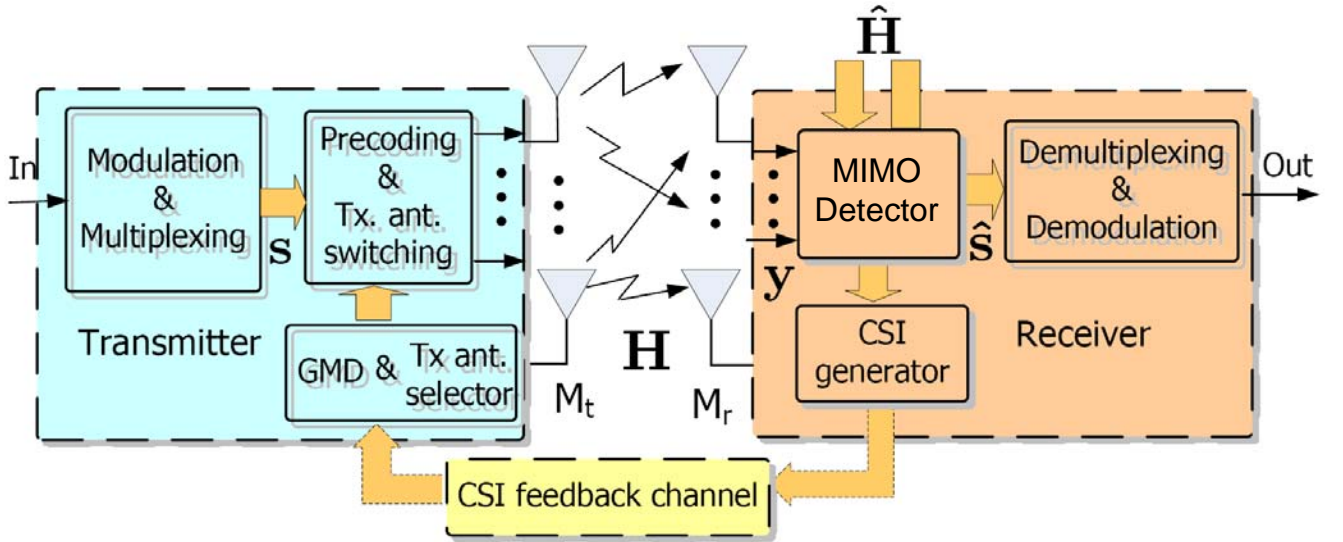 Ĥ
In
Modulation
&
Multiplexing
s
Precoding
&
Tx. ant.
switching
MIMO
Detector
ŝ
Demultiplexing
&
Demodulation
Out
y
Transmitter
GMD & Tx ant.
selector
H
M_t
M_r
CSI
generator
Receiver
CSI feedback channel